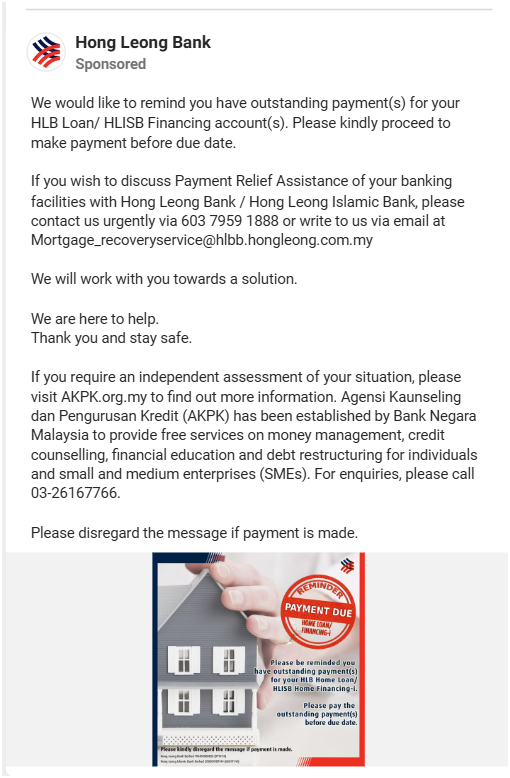 Hong Leong Bank
Sponsored
We would like to remind you have outstanding payment(s) for your
HLB Loan/ HLISB Financing account(s). Please kindly proceed to
make payment before due date.
If you wish to discuss Payment Relief Assistance of your banking
facilities with Hong Leong Bank / Hong Leong Islamic Bank, please
contact us urgently via 603 7959 1888 or write to us via email at
Mortgage_recoveryservice@hlbb.hongleong.com.my
We will work with you towards a solution.
We are here to help.
Thank you and stay safe.
If you require an independent assessment of your situation, please
visit AKPK.org.my to find out more information. Agensi Kaunseling
dan Pengurusan Kredit (AKPK) has been established by Bank Negara
Malaysia to provide free services on money management, credit
counselling, financial education and debt restructuring for individuals
and small and medium enterprises (SMEs). For enquiries, please call
03-26167766.
Please disregard the message if payment is made.
REMINDER
PAYMENT DUE
HOME LOAN/
FINANCING-i
Please be reminded you
have outstanding payment(s)
for your HLB Home Loan/
HLISB Home Financing-i.
Please pay the
outstanding payment(s)
before due date.
Please kindly disregard the message if payment is made.
Hong Leong Bank Berhad
Hong Leong Islamic Bank Berhad